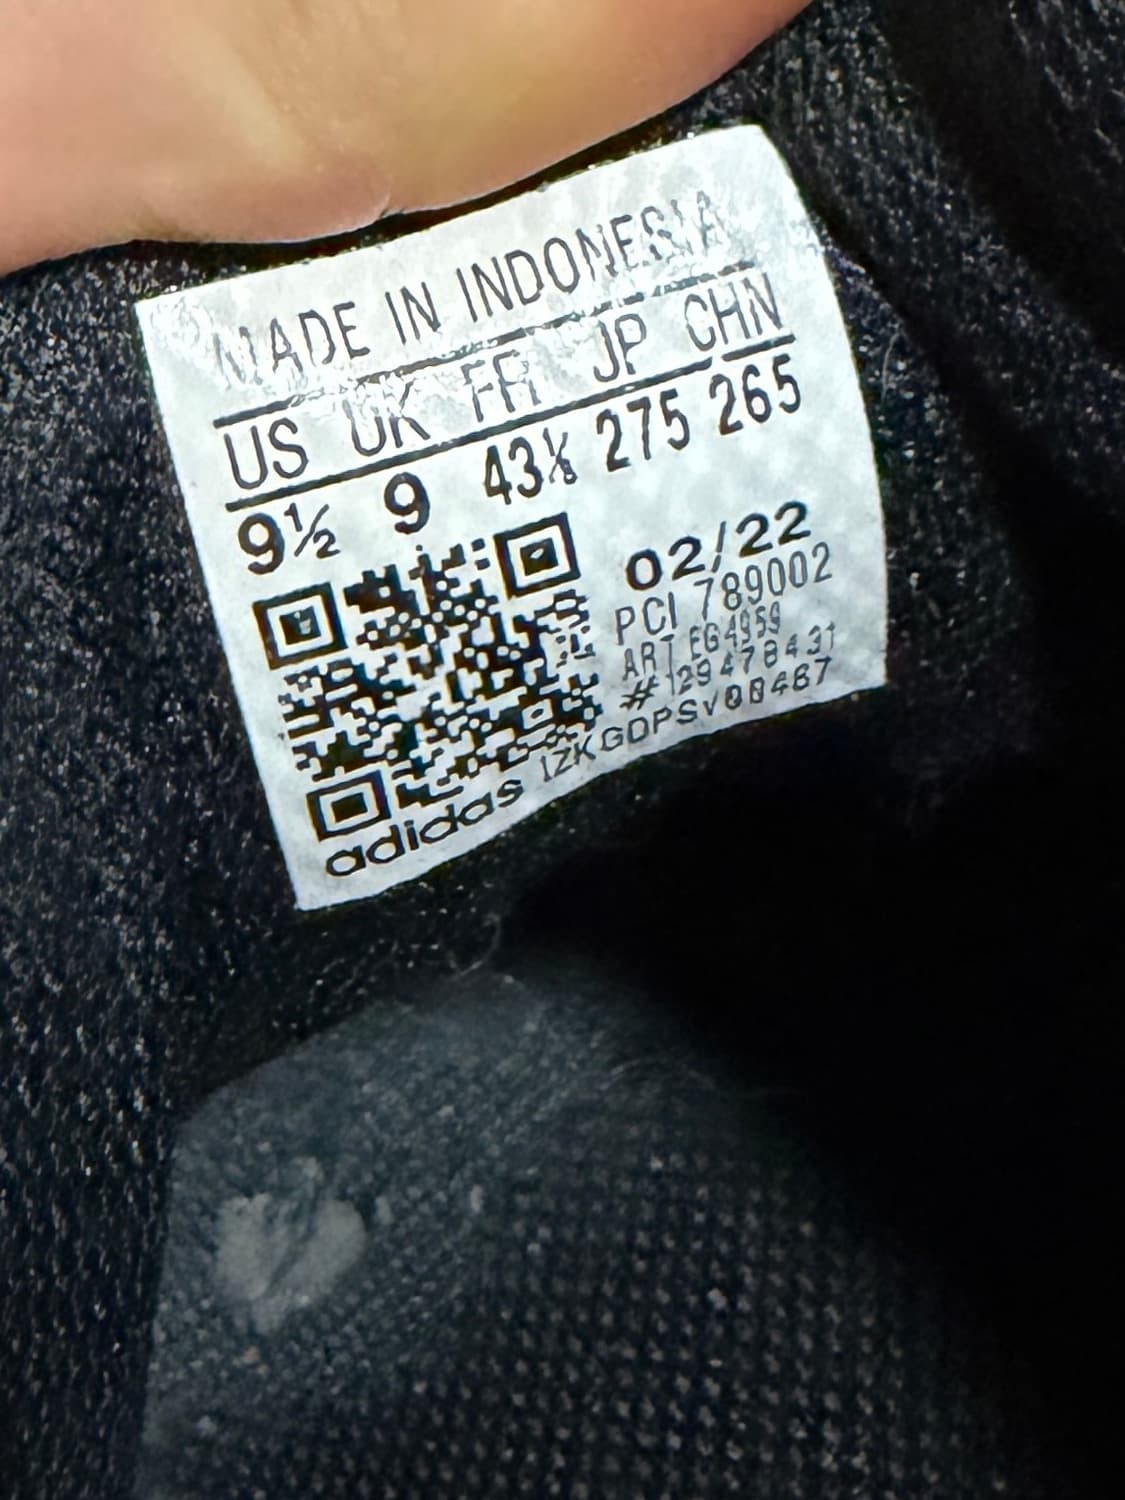 MADE IN INDONESIA
US UK FR JP CHN
9½ 9 43⅓ 275 265
02/22
PCI 789002
ART EG4959
# 129478431
adidas IZKGDPSV00467